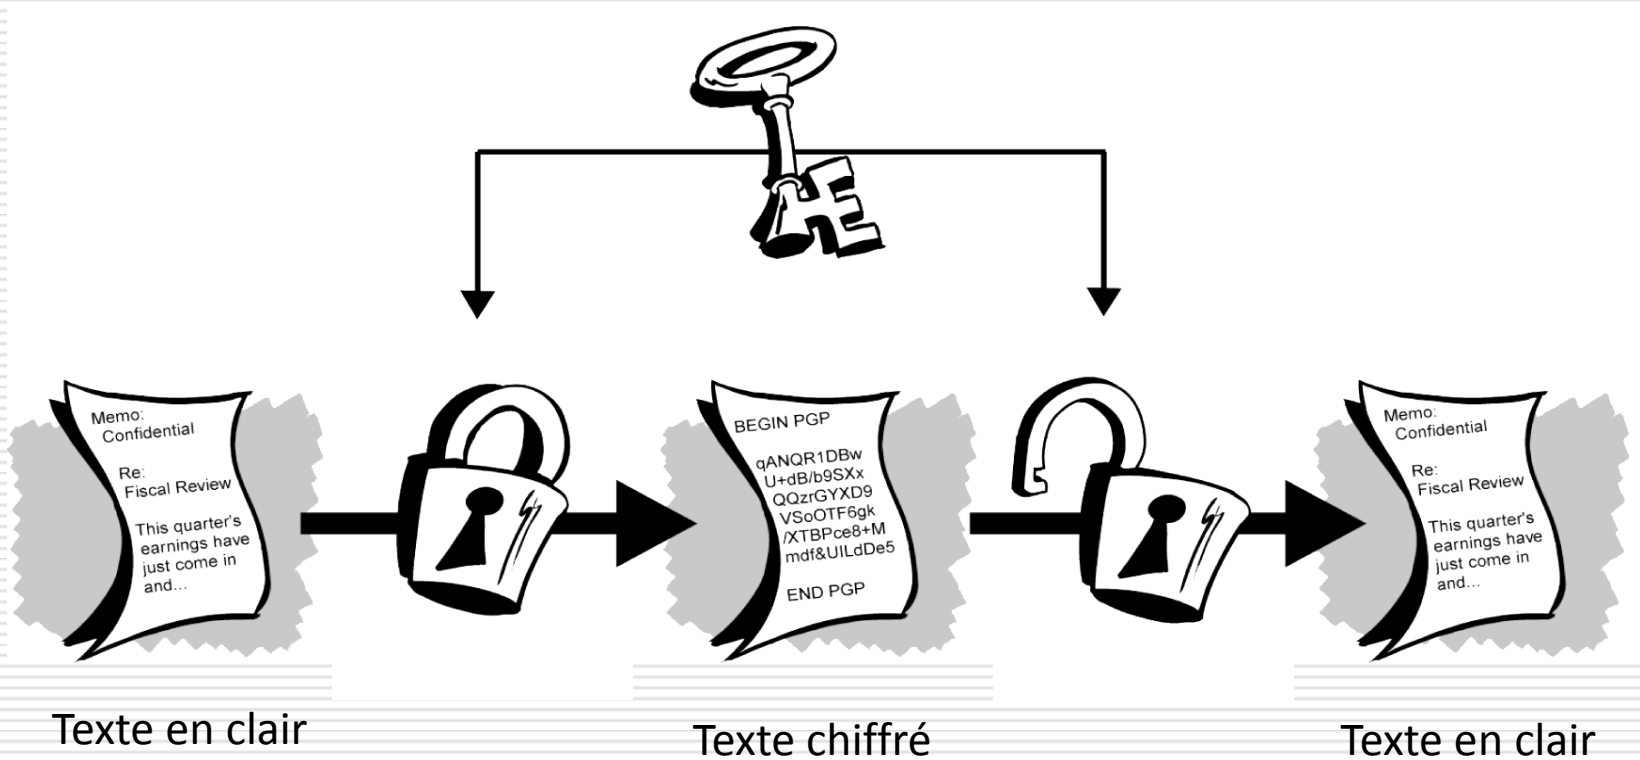 Memo:
Confidential
Re:
Fiscal Review
This quarter's
earnings have
just come in
and...
BEGIN PGP
qANQR1DBw
U+dB/b9SXx
QQzrGYXD9
VSoOTF6gk
/XTBPce8+M
mdf&UILdDe5
END PGP
Memo:
Confidential
Re:
Fiscal Review
This quarter's
earnings have
just come in
and...
Texte en clair
Texte chiffré
Texte en clair